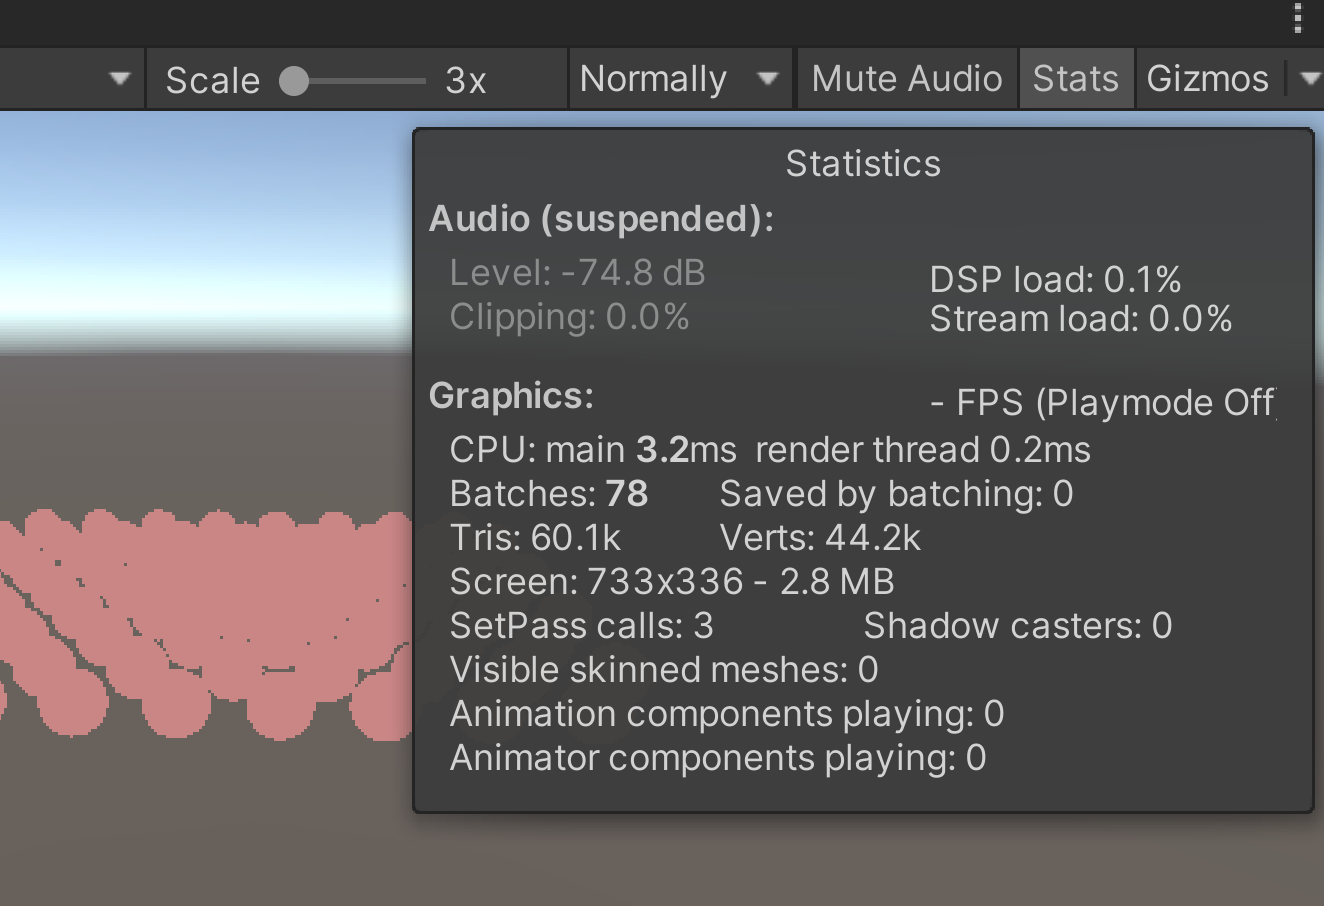 Scale 3x Normally Mute Audio Stats Gizmos
Statistics
Audio (suspended):
Level: -74.8 dB DSP load: 0.1%
Clipping: 0.0% Stream load: 0.0%
Graphics: - FPS (Playmode Off
CPU: main 3.2ms render thread 0.2ms
Batches: 78 Saved by batching: 0
Tris: 60.1k Verts: 44.2k
Screen: 733x336 - 2.8 MB
SetPass calls: 3 Shadow casters: 0
Visible skinned meshes: 0
Animation components playing: 0
Animator components playing: 0